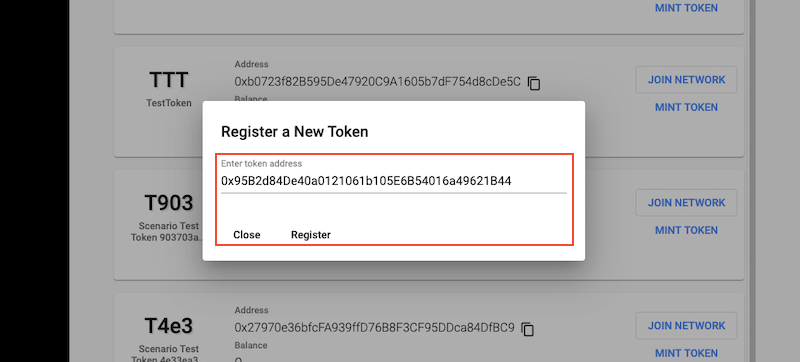 MINT TOKEN
TTT
TestToken
Address
0xb0723f82B595De47920C9A1605b7dF754d8cDe5C
Balance
JOIN NETWORK
MINT TOKEN
Register a New Token
Enter token address
0x95B2d84De40a0121061b105E6B54016a49621B44
Close
Register
T903
Scenario Test
Token 903703a...
JOIN NETWORK
MINT TOKEN
T4e3
Scenario Test
Token 4e33ea3
Address
0x27970e36bfcFA939ffD76B8F3CF95DDca84DfBC9
Balance
JOIN NETWORK
MINT TOKEN